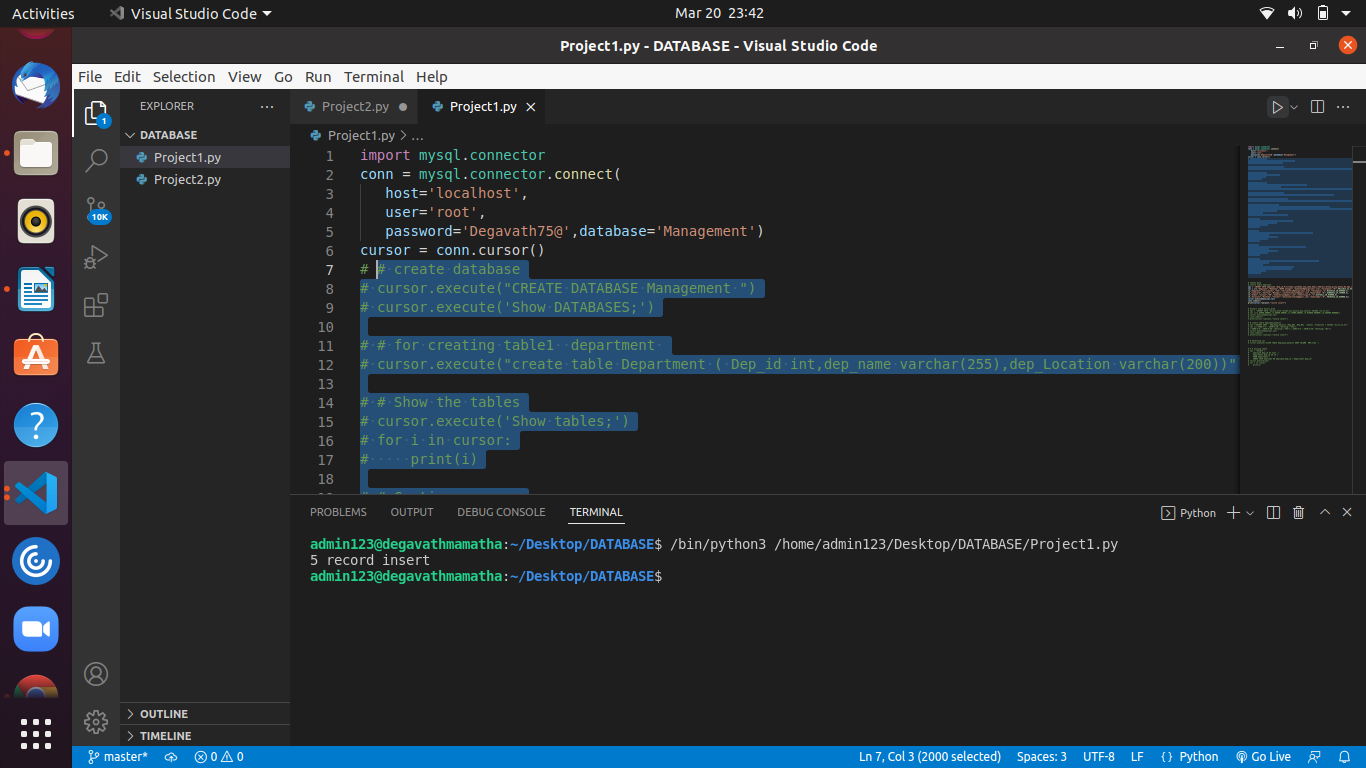 Activities
Visual Studio Code
Mar 20 23:42
Project1.py - DATABASE - Visual Studio Code
File Edit Selection View Go Run Terminal Help
EXPLORER
DATABASE
Project1.py
Project2.py
OUTLINE
TIMELINE
1
10K
Project2.py
Project1.py
Project1.py > ...
1 import mysql.connector
2 conn = mysql.connector.connect(
3 host='localhost',
4 user='root',
5 password='Degavath75@',database='Management')
6 cursor = conn.cursor()
7 # # create database
8 # cursor.execute("CREATE DATABASE Management ")
9 # cursor.execute('Show DATABASES;')
10
11 # # for creating table1  department
12 # cursor.execute("create table Department ( Dep_id int,dep_name varchar(255),dep_Location varchar(200))"
13
14 # # Show the tables
15 # cursor.execute('Show tables;')
16 # for i in cursor:
17 #     print(i)
18
PROBLEMS OUTPUT DEBUG CONSOLE TERMINAL
Python
admin123@degavathmamatha:~/Desktop/DATABASE$ /bin/python3 /home/admin123/Desktop/DATABASE/Project1.py
5 record insert
admin123@degavathmamatha:~/Desktop/DATABASE$
master*
0 0
Ln 7, Col 3 (2000 selected)
Spaces: 3
UTF-8
LF
Python
Go Live